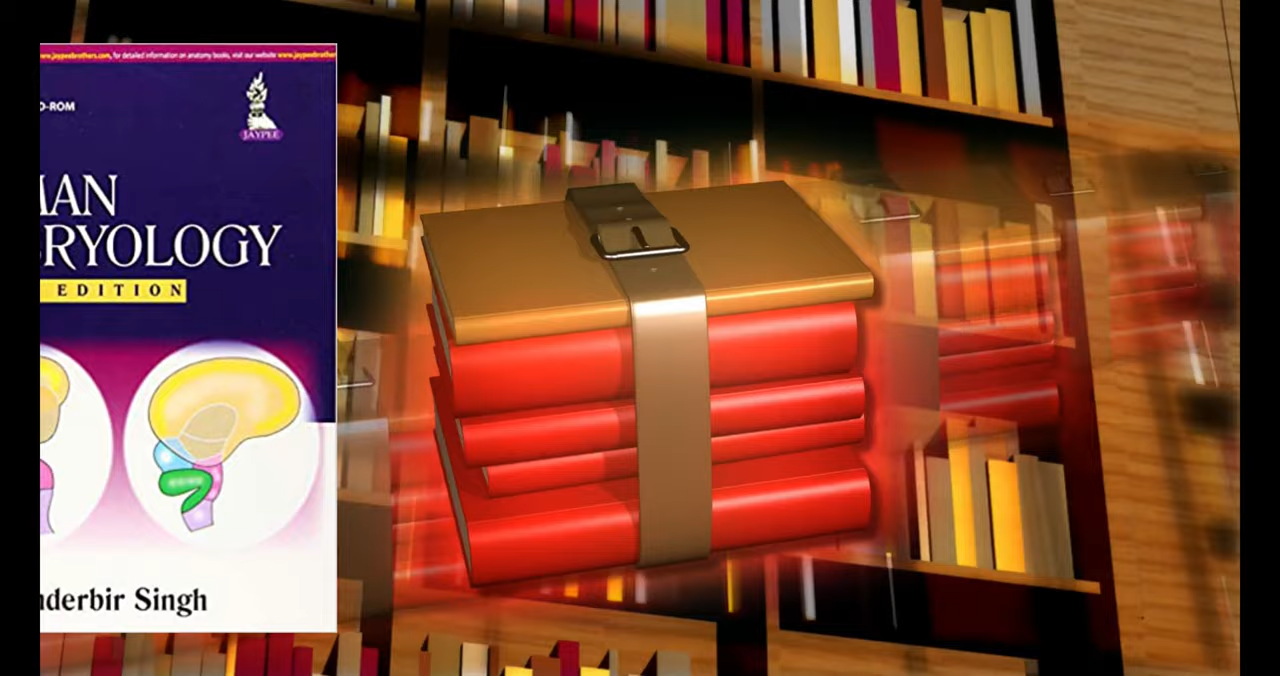 www.jaypeebrothers.com, for detailed information on anatomy books, visit our website www.jaypeebrothers
D-ROM
JAYPEE
MAN
RYOLOGY
EDITION
nderbir Singh